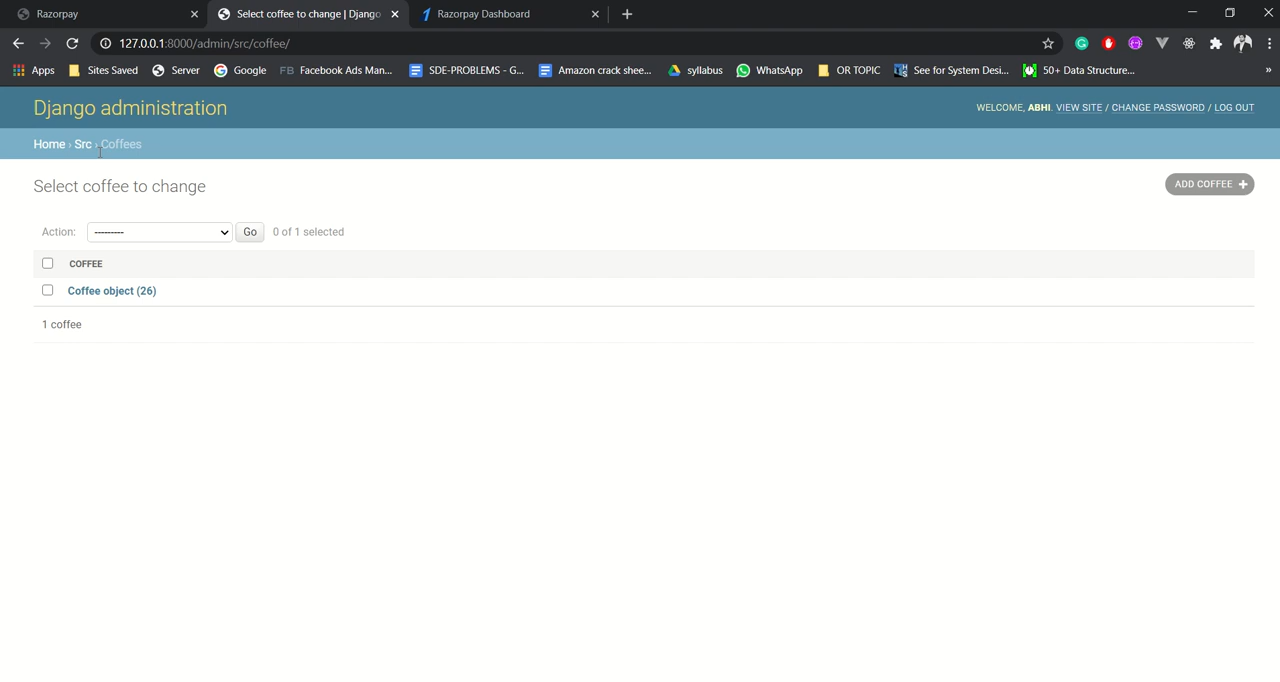 Razorpay
Select coffee to change | Django
Razorpay Dashboard
127.0.0.1:8000/admin/src/coffee/
Apps Sites Saved Server Google FB Facebook Ads Man... SDE-PROBLEMS - G... Amazon crack shee... syllabus WhatsApp OR TOPIC See for System Desi... 50+ Data Structure... »
Django administration
WELCOME, ABHI. VIEW SITE / CHANGE PASSWORD / LOG OUT
Home › Src › Coffees
Select coffee to change
ADD COFFEE +
Action: --------- Go 0 of 1 selected
COFFEE
Coffee object (26)
1 coffee